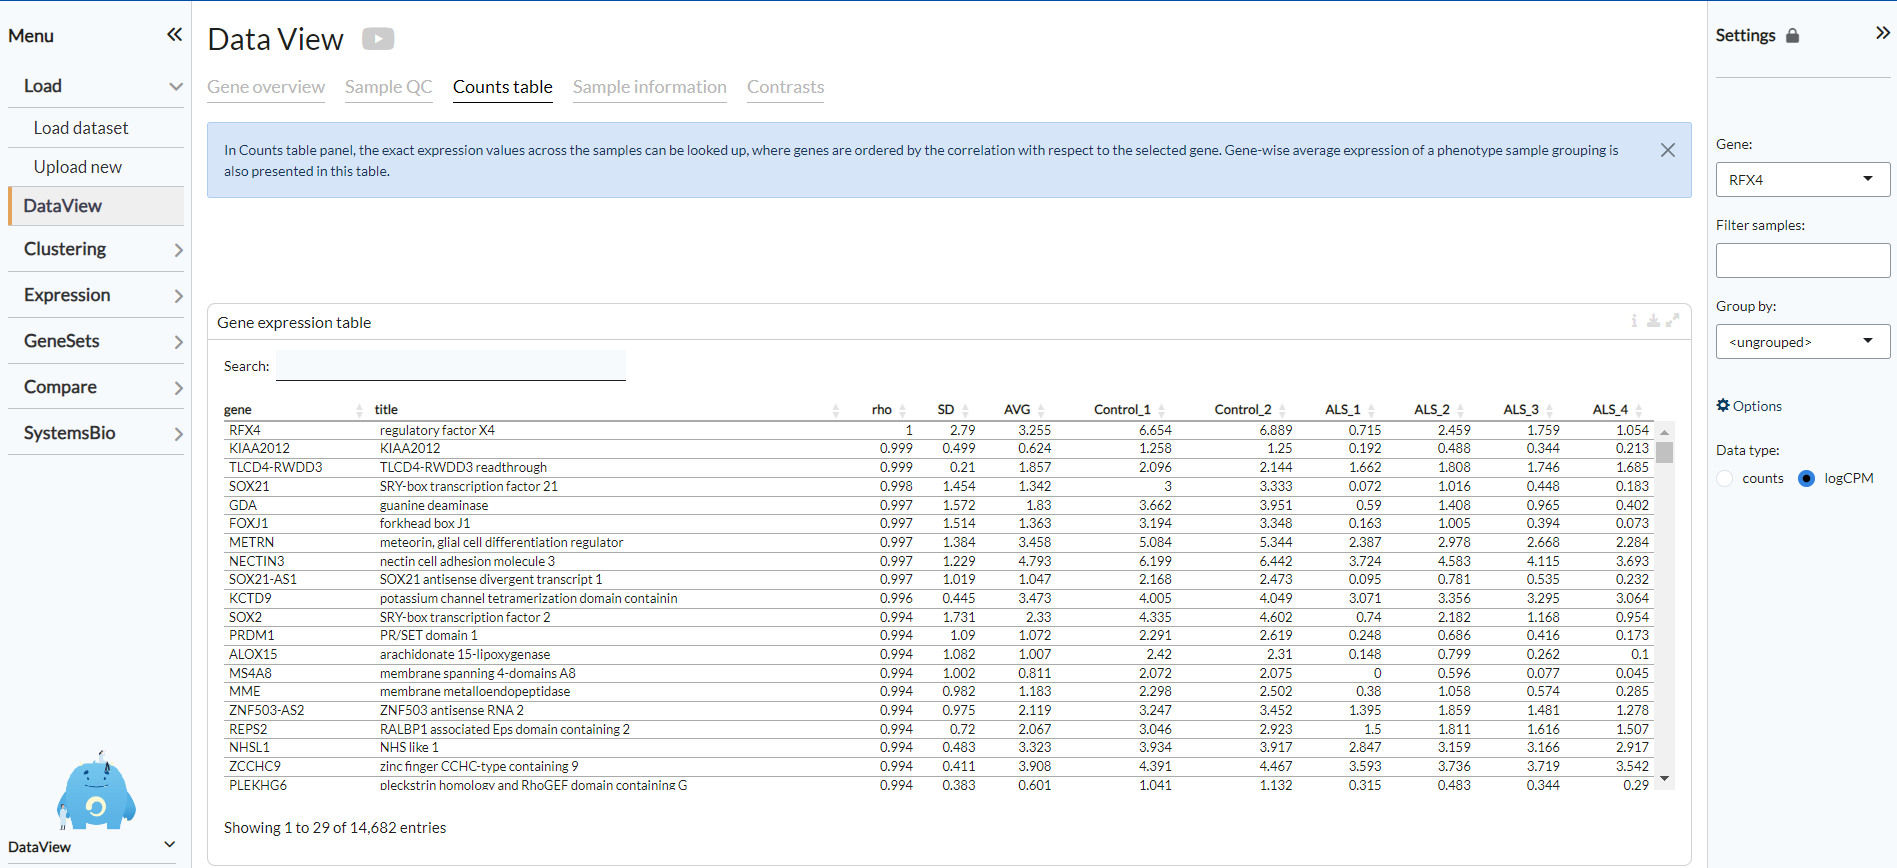 Menu
Load
Load dataset
Upload new
DataView
Clustering
Expression
GeneSets
Compare
SystemsBio
DataView
Data View
Gene overview Sample QC Counts table Sample information Contrasts
In Counts table panel, the exact expression values across the samples can be looked up, where genes are ordered by the correlation with respect to the selected gene. Gene-wise average expression of a phenotype sample grouping is
also presented in this table.
Gene expression table
Search:
gene title rho SD AVG Control_1 Control_2 ALS_1 ALS_2 ALS_3 ALS_4
RFX4 regulatory factor X4 1 2.79 3.255 6.654 6.889 0.715 2.459 1.759 1.054
KIAA2012 KIAA2012 0.999 0.499 0.624 1.258 1.25 0.192 0.488 0.344 0.213
TLCD4-RWDD3 TLCD4-RWDD3 readthrough 0.999 0.21 1.857 2.096 2.144 1.662 1.808 1.746 1.685
SOX21 SRY-box transcription factor 21 0.998 1.454 1.342 3 3.333 0.072 1.016 0.448 0.183
GDA guanine deaminase 0.997 1.572 1.83 3.662 3.951 0.59 1.408 0.965 0.402
FOXJ1 forkhead box J1 0.997 1.514 1.363 3.194 3.348 0.163 1.005 0.394 0.073
METRN meteorin, glial cell differentiation regulator 0.997 1.384 3.458 5.084 5.344 2.387 2.978 2.668 2.284
NECTIN3 nectin cell adhesion molecule 3 0.997 1.229 4.793 6.199 6.442 3.724 4.583 4.115 3.693
SOX21-AS1 SOX21 antisense divergent transcript 1 0.997 1.019 1.047 2.168 2.473 0.095 0.781 0.535 0.232
KCTD9 potassium channel tetramerization domain containin 0.996 0.445 3.473 4.005 4.049 3.071 3.356 3.295 3.064
SOX2 SRY-box transcription factor 2 0.994 1.731 2.33 4.335 4.602 0.74 2.182 1.168 0.954
PRDM1 PR/SET domain 1 0.994 1.09 1.072 2.291 2.619 0.248 0.686 0.416 0.173
ALOX15 arachidonate 15-lipoxygenase 0.994 1.082 1.007 2.42 2.31 0.148 0.799 0.262 0.1
MS4A8 membrane spanning 4-domains A8 0.994 1.002 0.811 2.072 2.075 0 0.596 0.077 0.045
MME membrane metalloendopeptidase 0.994 0.982 1.183 2.298 2.502 0.38 1.058 0.574 0.285
ZNF503-AS2 ZNF503 antisense RNA 2 0.994 0.975 2.119 3.247 3.452 1.395 1.859 1.481 1.278
REPS2 RALBP1 associated Eps domain containing 2 0.994 0.72 2.067 3.046 2.923 1.5 1.811 1.616 1.507
NHSL1 NHS like 1 0.994 0.483 3.323 3.934 3.917 2.847 3.159 3.166 2.917
ZCCHC9 zinc finger CCHC-type containing 9 0.994 0.411 3.908 4.391 4.467 3.593 3.736 3.719 3.542
PLEKHG6 pleckstrin homology and RhoGEF domain containing G 0.994 0.383 0.601 1.041 1.132 0.315 0.483 0.344 0.29
Showing 1 to 29 of 14,682 entries
Settings
Gene:
RFX4
Filter samples:
Group by:
<ungrouped>
Options
Data type:
counts logCPM